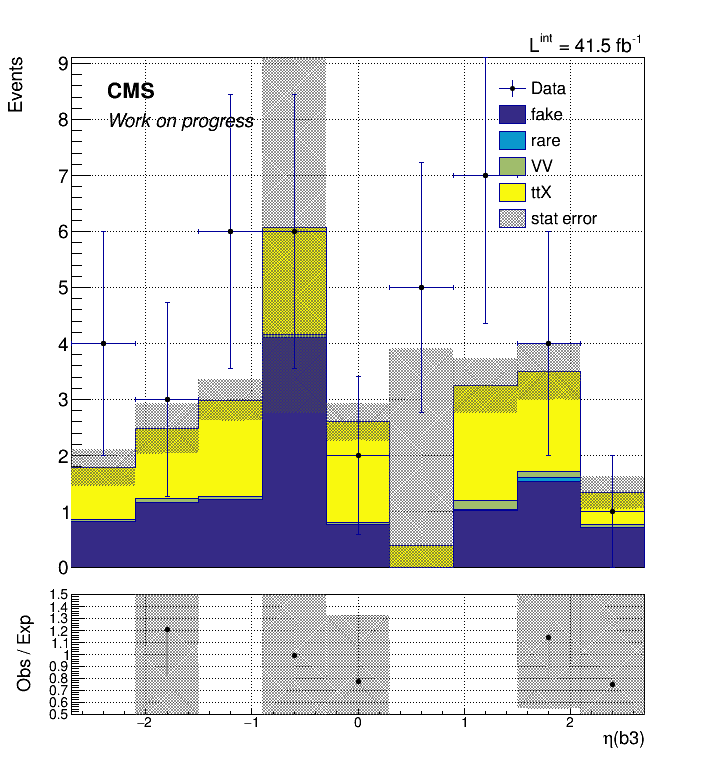 L^int = 41.5 fb^-1
Events
CMS
Work on progress
Data
fake
rare
VV
ttX
stat error
9
8
7
6
5
4
3
2
1
0
Obs / Exp
1.5
1.4
1.3
1.2
1.1
1
0.9
0.8
0.7
0.6
0.5
−2 −1 0 1 2
η(b3)